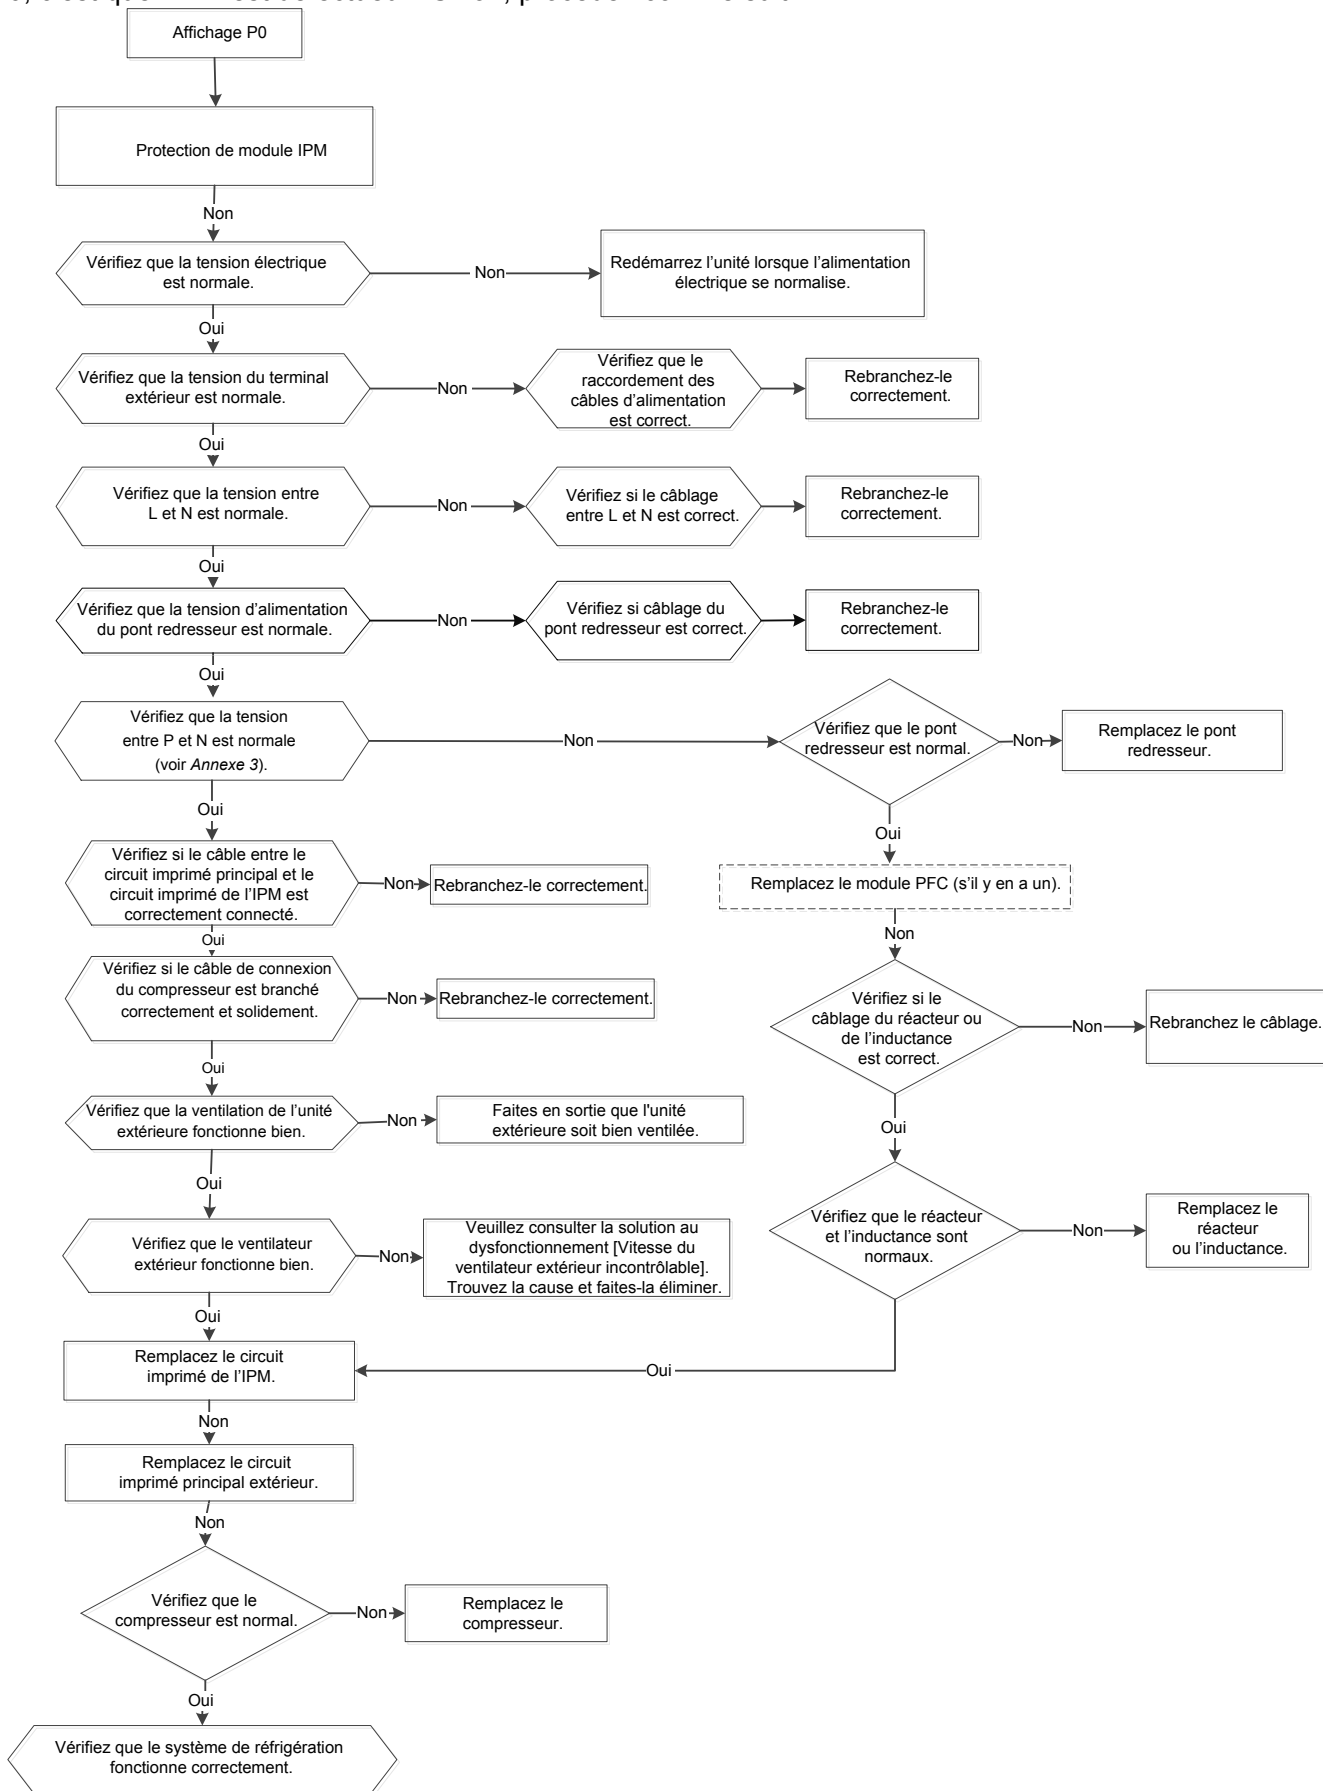 Affichage P0
Protection de module IPM
Non
Vérifiez que la tension électrique
est normale.
Non
Redémarrez l’unité lorsque l’alimentation
électrique se normalise.
Oui
Vérifiez que la tension du terminal
extérieur est normale.
Non
Vérifiez que le
raccordement des
câbles d’alimentation
est correct.
Rebranchez-le
correctement.
Oui
Vérifiez que la tension entre
L et N est normale.
Non
Vérifiez si le câblage
entre L et N est correct.
Rebranchez-le
correctement.
Oui
Vérifiez que la tension d’alimentation
du pont redresseur est normale.
Non
Vérifiez si câblage du
pont redresseur est correct.
Rebranchez-le
correctement.
Oui
Vérifiez que la tension
entre P et N est normale
(voir Annexe 3).
Non
Vérifiez que le pont
redresseur est normal.
Non
Remplacez le pont
redresseur.
Oui
Oui
Vérifiez si le câble entre le
circuit imprimé principal et le
circuit imprimé de l’IPM est
correctement connecté.
Non
Rebranchez-le correctement.
Remplacez le module PFC (s’il y en a un).
Oui
Non
Vérifiez si le câble de connexion
du compresseur est branché
correctement et solidement.
Non
Rebranchez-le correctement.
Vérifiez si le
câblage du réacteur ou
de l’inductance
est correct.
Non
Rebranchez le câblage.
Oui
Vérifiez que la ventilation de l’unité
extérieure fonctionne bien.
Non
Faites en sortie que l'unité
extérieure soit bien ventilée.
Oui
Oui
Vérifiez que le ventilateur
extérieur fonctionne bien.
Non
Veuillez consulter la solution au
dysfonctionnement [Vitesse du
ventilateur extérieur incontrôlable].
Trouvez la cause et faites-la éliminer.
Vérifiez que le réacteur
et l’inductance sont
normaux.
Non
Remplacez le
réacteur
ou l’inductance.
Oui
Remplacez le circuit
imprimé de l’IPM.
Oui
Non
Remplacez le circuit
imprimé principal extérieur.
Non
Vérifiez que le
compresseur est normal.
Non
Remplacez le
compresseur.
Oui
Vérifiez que le système de réfrigération
fonctionne correctement.